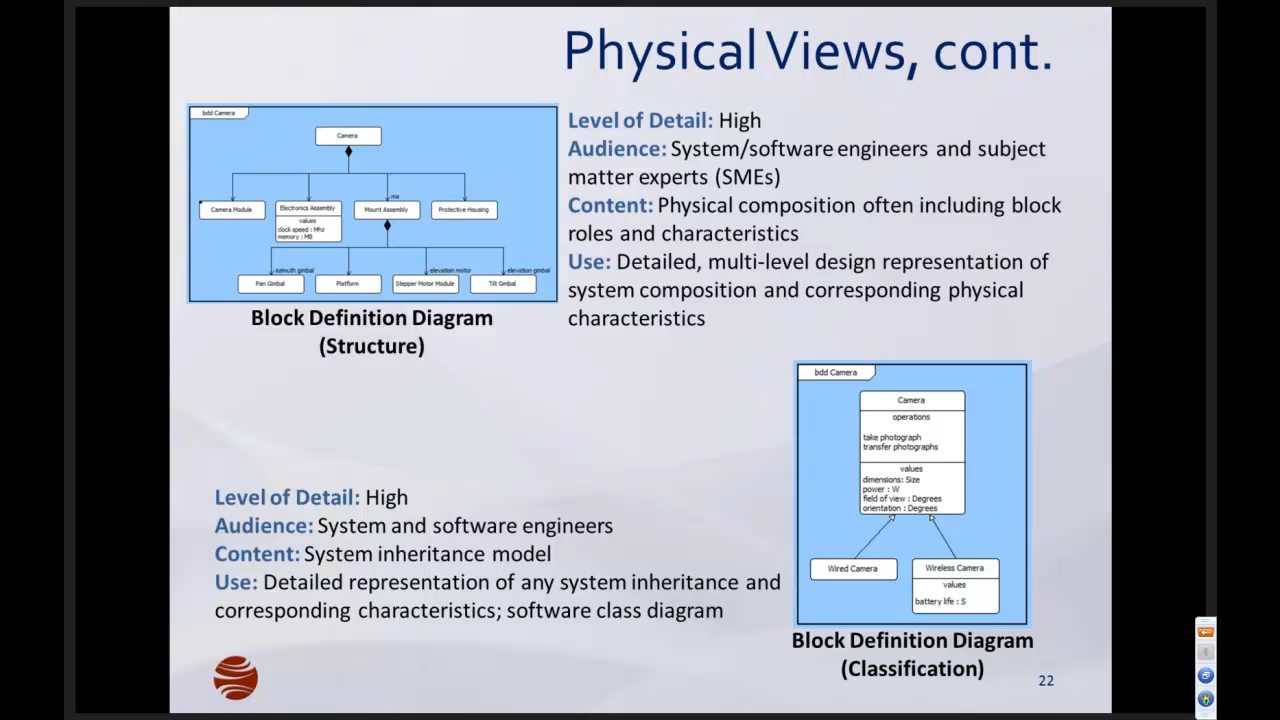 Physical Views, cont.
bdd Camera
Camera
ma
Camera Module
Electronics Assembly
Mount Assembly
Protective Housing
values
clock speed : Mhz
memory : MB
azimuth gimbal
elevation motor
elevation gimbal
Pan Gimbal
Platform
Stepper Motor Module
Tilt Gimbal
Block Definition Diagram
(Structure)
Level of Detail: High
Audience: System/software engineers and subject
matter experts (SMEs)
Content: Physical composition often including block
roles and characteristics
Use: Detailed, multi-level design representation of
system composition and corresponding physical
characteristics
Level of Detail: High
Audience: System and software engineers
Content: System inheritance model
Use: Detailed representation of any system inheritance and
corresponding characteristics; software class diagram
bdd Camera
Camera
operations
take photograph
transfer photographs
values
dimensions: Size
power : W
field of view : Degrees
orientation : Degrees
Wired Camera
Wireless Camera
values
battery life : S
Block Definition Diagram
(Classification)
22